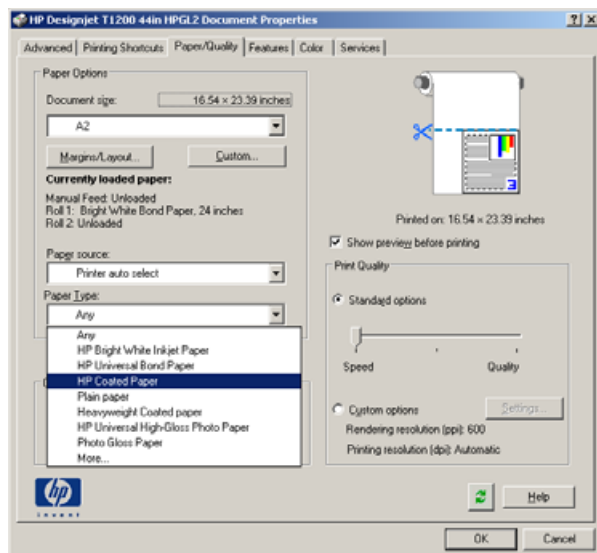 HP Designjet T1200 44in HPGL2 Document Properties
Advanced Printing Shortcuts Paper/Quality Features Color Services
Paper Options
Document size: 16.54 × 23.39 inches
A2
Margins/Layout... Custom...
Currently loaded paper:
Manual Feed: Unloaded
Roll 1: Bright White Bond Paper, 24 inches
Roll 2: Unloaded
Paper source:
Printer auto select
Paper Type:
Any
Any
HP Bright White Inkjet Paper
HP Universal Bond Paper
HP Coated Paper
Plain paper
Heavyweight Coated paper
HP Universal High-Gloss Photo Paper
Photo Gloss Paper
More...
3
Printed on: 16.54 × 23.39 inches
Show preview before printing
Print Quality
Standard options
Speed Quality
Custom options Settings...
Rendering resolution (ppi): 600
Printing resolution (dpi): Automatic
hp
invent
Help
OK Cancel